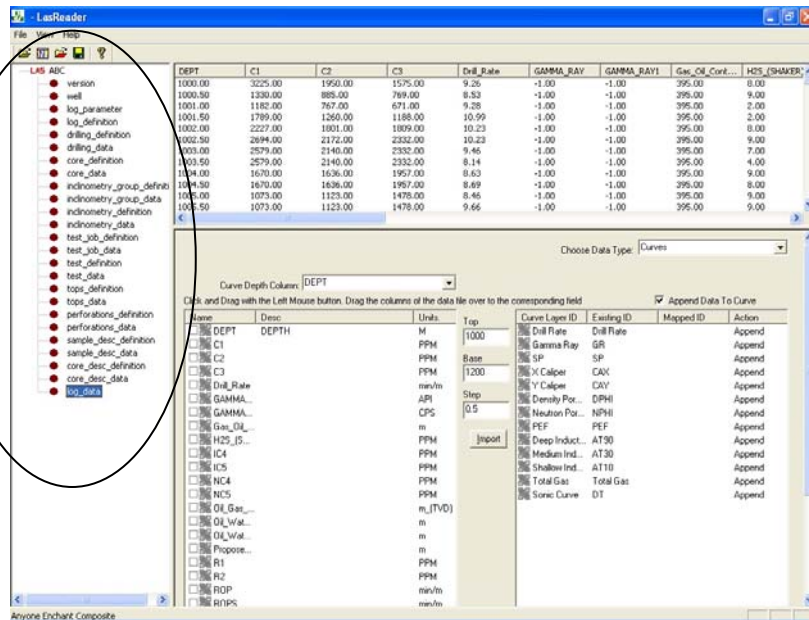 - LasReader
File View Help
LAS ABC
version
well
log_parameter
log_definition
drilling_definition
drilling_data
core_definition
core_data
inclinometry_group_definiti
inclinometry_group_data
inclinometry_definition
inclinometry_data
test_job_definition
test_job_data
test_definition
test_data
tops_definition
tops_data
perforations_definition
perforations_data
sample_desc_definition
sample_desc_data
core_desc_definition
core_desc_data
log_data
DEPT C1 C2 C3 Drill_Rate GAMMA_RAY GAMMA_RAY1 Gas_Oil_Cont... H2S_(SHAKER)
1000.00 3225.00 1950.00 1575.00 9.26 -1.00 -1.00 395.00 8.00
1000.50 1330.00 885.00 769.00 8.53 -1.00 -1.00 395.00 9.00
1001.00 1182.00 767.00 671.00 9.28 -1.00 -1.00 395.00 2.00
1001.50 1789.00 1260.00 1188.00 10.99 -1.00 -1.00 395.00 2.00
1002.00 2227.00 1801.00 1809.00 10.23 -1.00 -1.00 395.00 8.00
1002.50 2694.00 2172.00 2332.00 10.23 -1.00 -1.00 395.00 9.00
1003.00 2579.00 2140.00 2332.00 9.46 -1.00 -1.00 395.00 7.00
1003.50 2579.00 2140.00 2332.00 8.14 -1.00 -1.00 395.00 4.00
1004.00 1670.00 1636.00 1957.00 8.63 -1.00 -1.00 395.00 9.00
1004.50 1670.00 1636.00 1957.00 8.69 -1.00 -1.00 395.00 8.00
1005.00 1073.00 1123.00 1478.00 8.46 -1.00 -1.00 395.00 9.00
1005.50 1073.00 1123.00 1478.00 9.66 -1.00 -1.00 395.00 9.00
Choose Data Type: Curves
Curve Depth Column: DEPT
Click and Drag with the Left Mouse button. Drag the columns of the data file over to the corresponding field
Append Data To Curve
Name Desc Units
DEPT DEPTH M
C1 PPM
C2 PPM
C3 PPM
Drill_Rate min/m
GAMMA... API
GAMMA... CPS
Gas_Oil_... m
H2S_(S... PPM
IC4 PPM
IC5 PPM
NC4 PPM
NC5 PPM
Oil_Gas_... m_(TVD)
Oil_Wat... m
Oil_Wat... m
Propose... m
R1 PPM
R2 PPM
ROP min/m
ROPS min/m
Top
1000
Base
1200
Step
0.5
Import
Curve Layer ID Existing ID Mapped ID Action
Drill Rate Drill Rate Append
Gamma Ray GR Append
SP SP Append
X Caliper CAX Append
Y Caliper CAY Append
Density Por... DPHI Append
Neutron Por... NPHI Append
PEF PEF Append
Deep Induct... AT90 Append
Medium Ind... AT30 Append
Shallow Ind... AT10 Append
Total Gas Total Gas Append
Sonic Curve DT Append
Anyone Enchant Composite